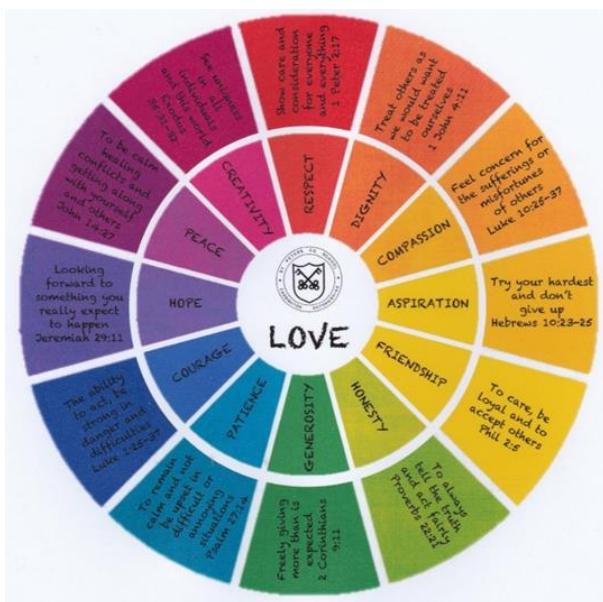 LOVE
RESPECT
Show care and
consideration
for everyone
and everything
1 Peter 2:17
DIGNITY
Treat others as
we would want
to be treated
ourselves
1 John 4:11
COMPASSION
Feel concern for
the sufferings or
misfortunes
of others
Luke 10:25-37
ASPIRATION
Try your hardest
and don't
give up
Hebrews 10:23-25
FRIENDSHIP
To care, be
loyal and to
accept others
Phil 2:5
HONESTY
To always
tell the truth
and act fairly
Proverbs 22:21
GENEROSITY
Freely giving
more than is
expected
2 Corinthians
9:11
PATIENCE
To remain
calm and not
be upset in
difficult or
annoying
situations
Psalm 27:14
COURAGE
The ability
to act, be
strong in
danger and
difficulties
Luke 1:25-37
HOPE
Looking
forward to
something you
really expect
to happen
Jeremiah 29:11
PEACE
To be calm
healing
conflicts and
getting along
with yourself
and others
John 14:27
CREATIVITY
See uniqness
in all
individuals
and this world
Exodus